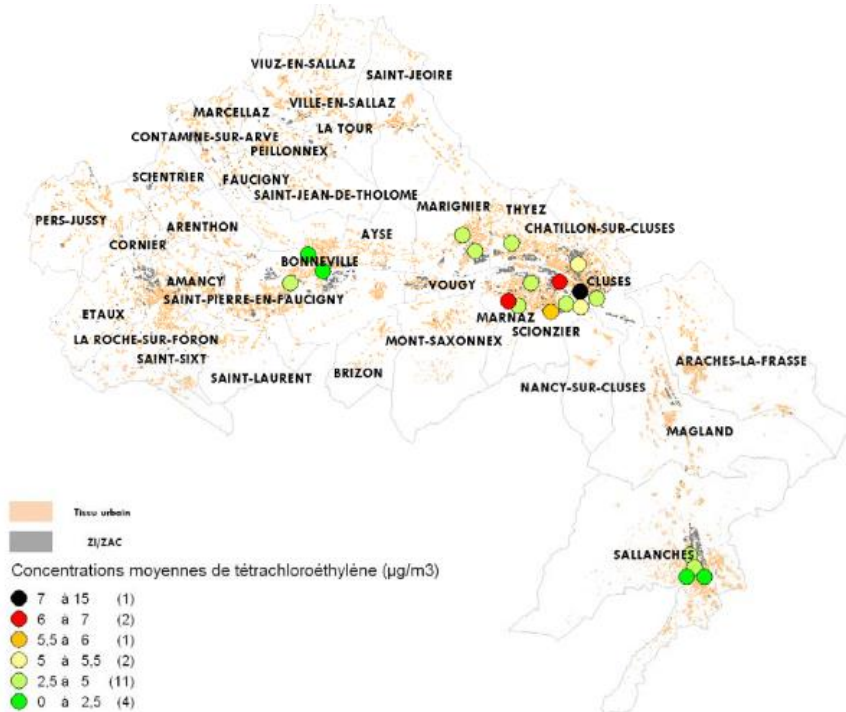 VIUZ-EN-SALLAZ
SAINT-JEOIRE
MARCELLAZ
VILLE-EN-SALLAZ
LA TOUR
CONTAMINE-SUR-ARVE
PEILLONNEX
SCIENTRIER
FAUCIGNY
SAINT-JEAN-DE-THOLOME
PERS-JUSSY
ARENTHON
MARIGNIER
THYEZ
CHATILLON-SUR-CLUSES
CORNIER
AYSE
BONNEVILLE
AMANCY
VOUGY
CLUSES
SAINT-PIERRE-EN-FAUCIGNY
ETAUX
MARNAZ
SCIONZIER
LA ROCHE-SUR-FORON
MONT-SAXONNEX
SAINT-SIXT
ARACHES-LA-FRASSE
SAINT-LAURENT
BRIZON
NANCY-SUR-CLUSES
MAGLAND
SALLANCHES
Tissu urbain
ZI/ZAC
Concentrations moyennes de tétrachloroéthylène (µg/m3)
7 à 15 (1)
6 à 7 (2)
5,5 à 6 (1)
5 à 5,5 (2)
2,5 à 5 (11)
0 à 2,5 (4)